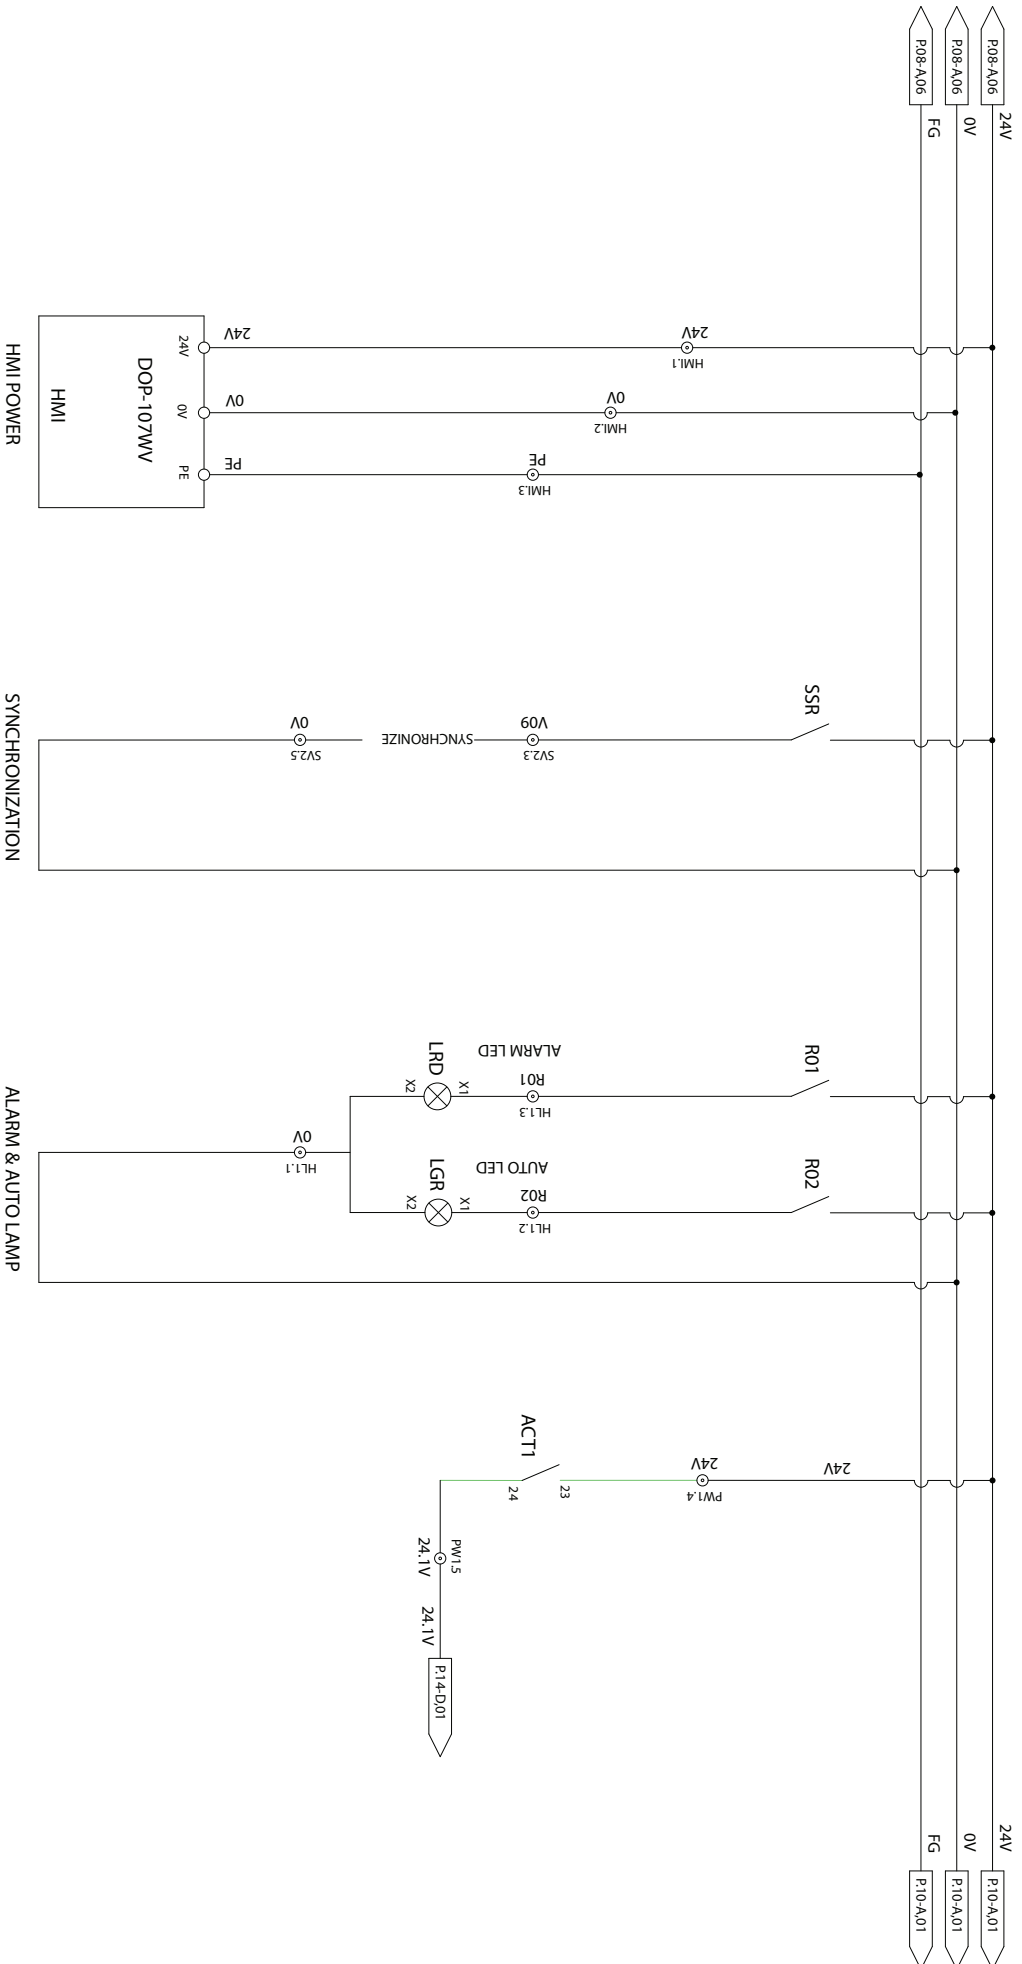 P.08-A,06
24V
P.08-A,06
0V
P.08-A,06
FG
24V
P.10-A,01
0V
P.10-A,01
FG
P.10-A,01
24V
HMI.1
0V
HMI.2
PE
HMI.3
24V
0V
PE
24V
0V
PE
DOP-107WV
HMI
HMI POWER
SSR
V09
SV2.3
SYNCHRONIZE
0V
SV2.5
SYNCHRONIZATION
R01
R02
ALARM LED
R01
HL1.3
AUTO LED
R02
HL1.2
LRD
X1
X2
LGR
X1
X2
0V
HL1.1
ALARM & AUTO LAMP
24V
24V
PW1.4
ACT1
23
24
PW1.5
24.1V
24.1V
P.14-D,01